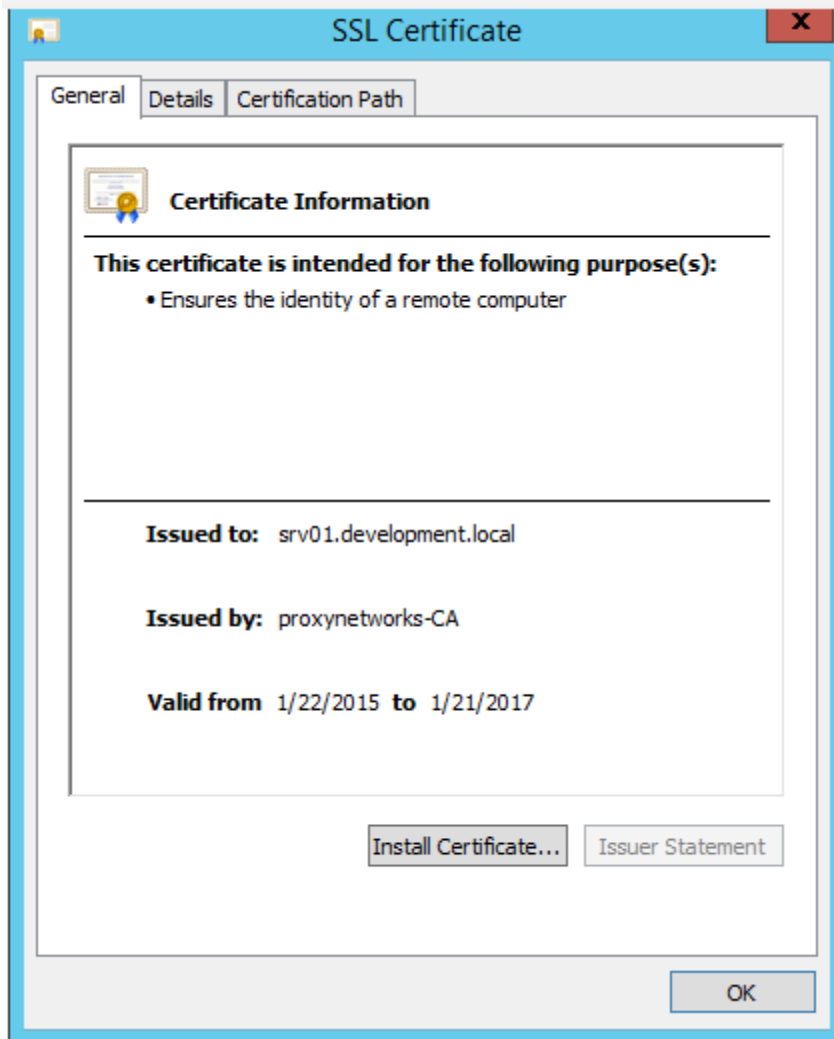 SSL Certificate
X
General
Details
Certification Path
Certificate Information
This certificate is intended for the following purpose(s):
• Ensures the identity of a remote computer
Issued to: srv01.development.local
Issued by: proxynetworks-CA
Valid from 1/22/2015 to 1/21/2017
Install Certificate...
Issuer Statement
OK